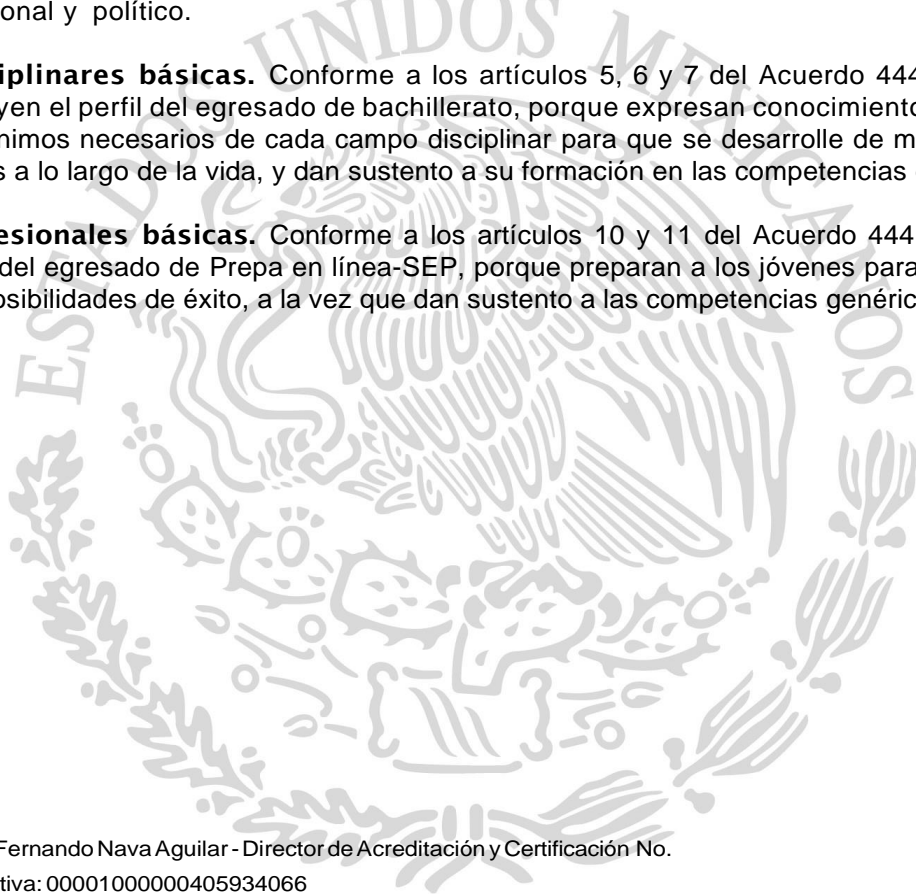 onal y político.
iplinares básicas. Conforme a los artículos 5, 6 y 7 del Acuerdo 444
yen el perfil del egresado de bachillerato, porque expresan conocimiento
nimos necesarios de cada campo disciplinar para que se desarrolle de m
s a lo largo de la vida, y dan sustento a su formación en las competencias
esionales básicas. Conforme a los artículos 10 y 11 del Acuerdo 444
del egresado de Prepa en línea-SEP, porque preparan a los jóvenes para
osibilidades de éxito, a la vez que dan sustento a las competencias genéric
ESTADOS UNIDOS MEXICANOS
Fernando Nava Aguilar - Director de Acreditación y Certificación No.
tiva: 00001000000405934066